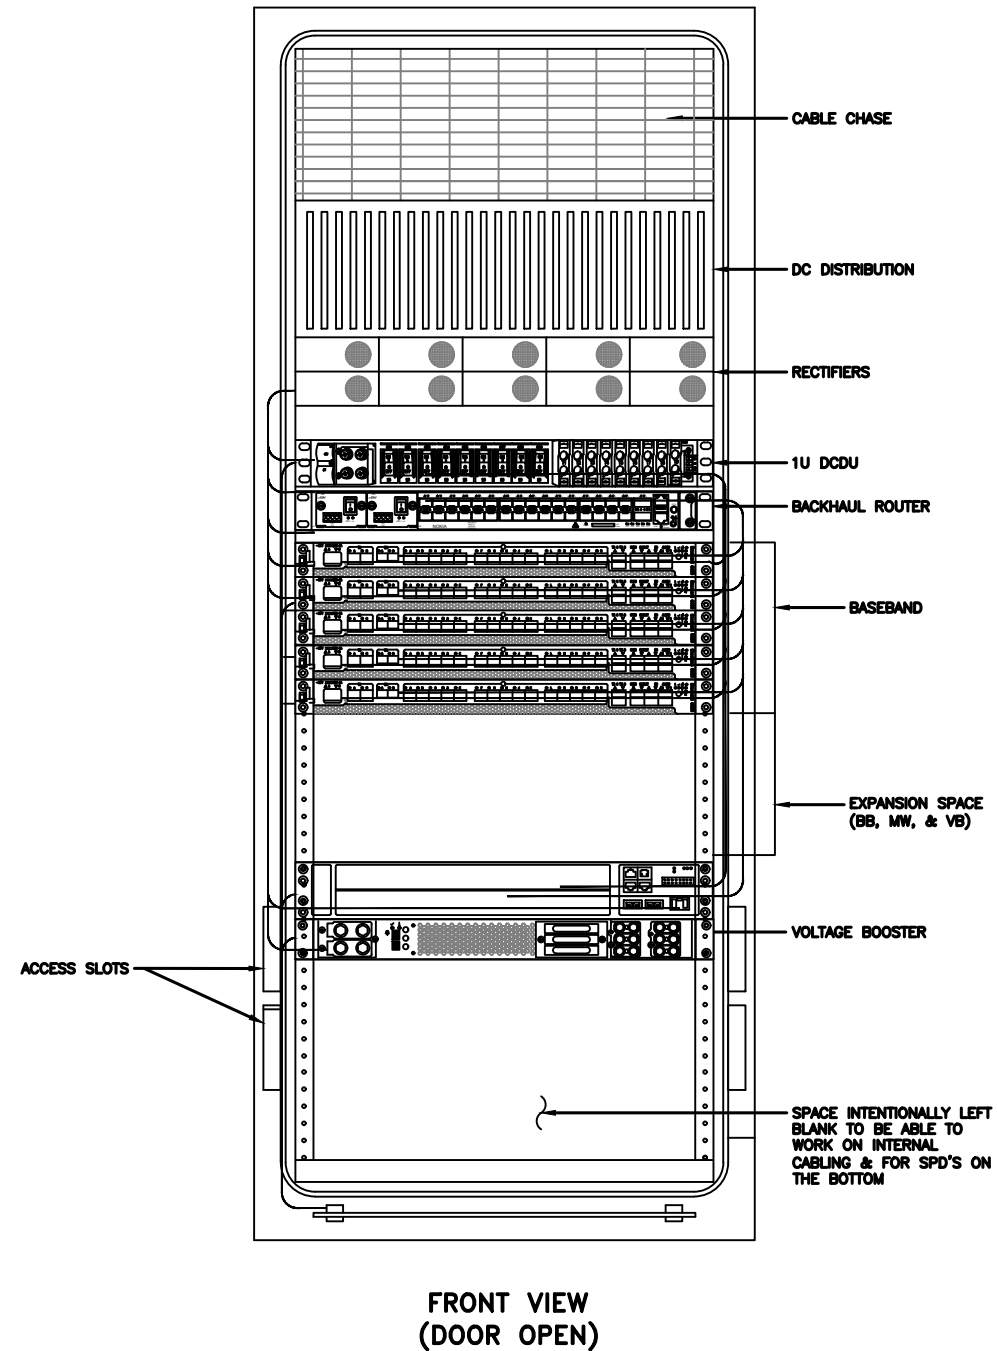 CABLE CHASE
DC DISTRIBUTION
RECTIFIERS
1U DCDU
BACKHAUL ROUTER
NOKIA
BASEBAND
EXPANSION SPACE
(BB, MW, & VB)
VOLTAGE BOOSTER
ACCESS SLOTS
SPACE INTENTIONALLY LEFT
BLANK TO BE ABLE TO
WORK ON INTERNAL
CABLING & FOR SPD'S ON
THE BOTTOM
FRONT VIEW
(DOOR OPEN)